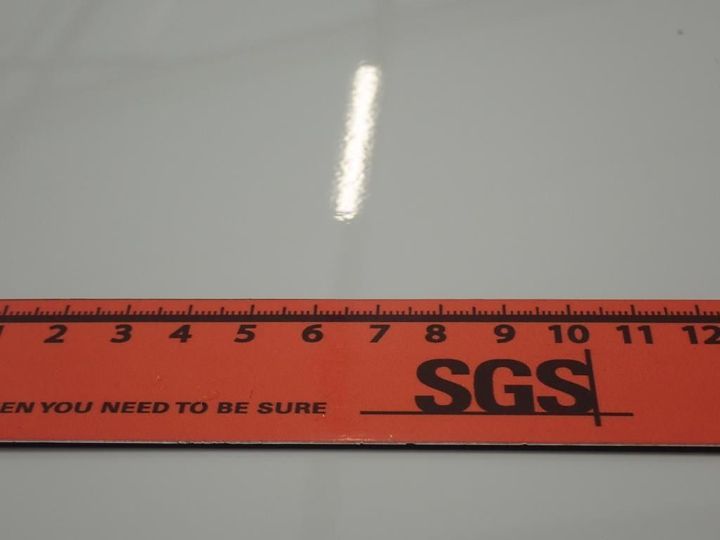 1 2 3 4 5 6 7 8 9 10 11 12
SGS
EN YOU NEED TO BE SURE